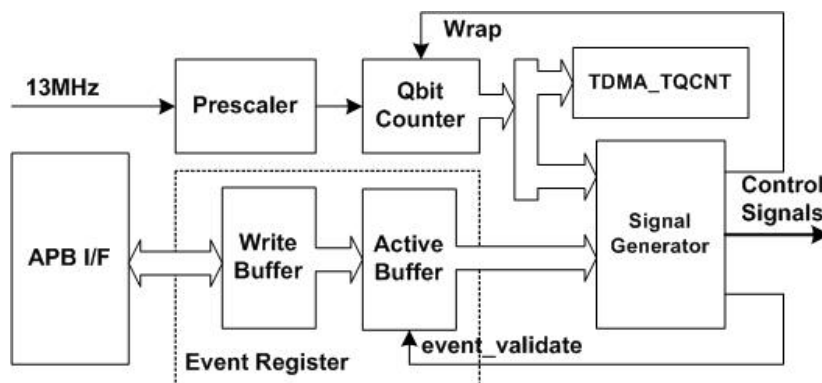 Wrap
13MHz
Prescaler
Qbit
Counter
TDMA_TQCNT
APB I/F
Write
Buffer
Active
Buffer
Signal
Generator
Control
Signals
Event Register
event_validate